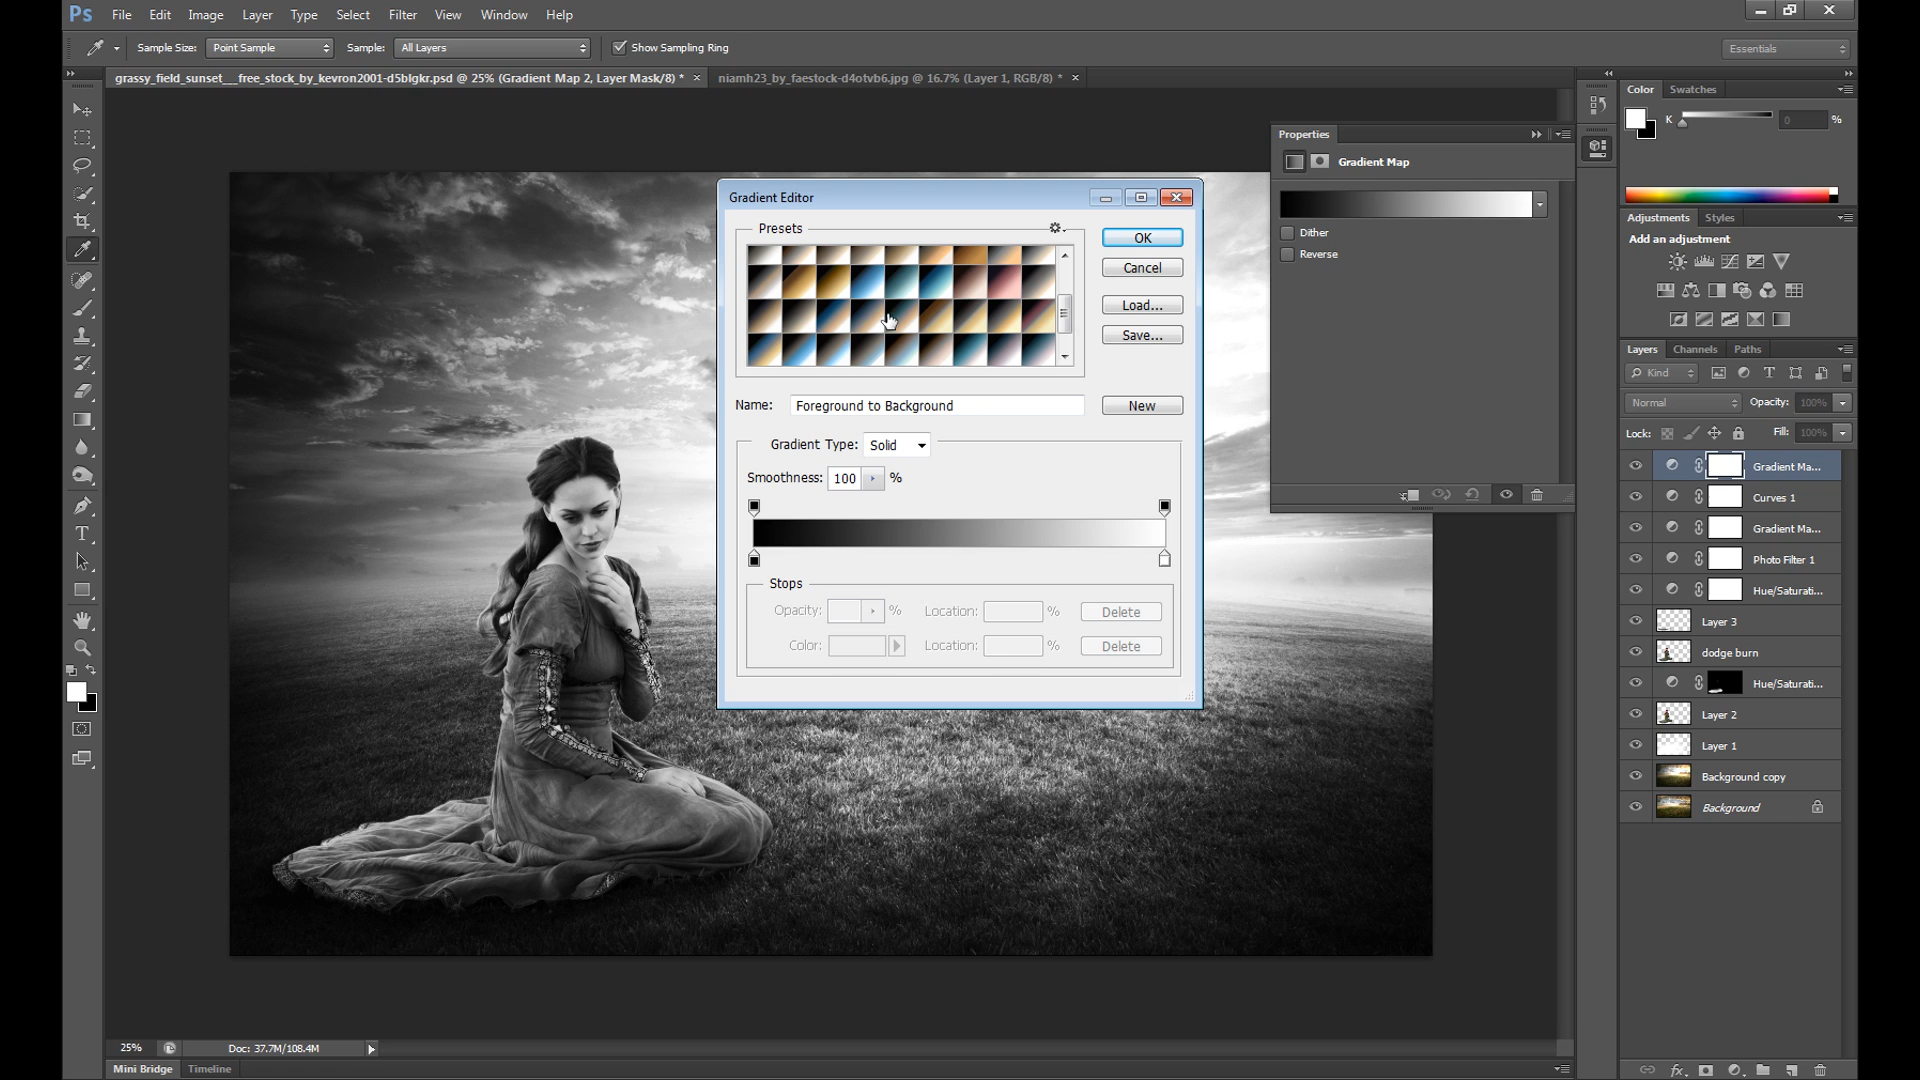 Ps File Edit Image Layer Type Select Filter View Window Help
Sample Size: Point Sample Sample: All Layers Show Sampling Ring Essentials
grassy_field_sunset___free_stock_by_kevron2001-d5blgkr.psd @ 25% (Gradient Map 2, Layer Mask/8) * × niamh23_by_faestock-d4otvb6.jpg @ 16.7% (Layer 1, RGB/8) * ×
Color Swatches
K 0 %
Properties
Gradient Map
Dither
Reverse
Gradient Editor
Presets
OK
Cancel
Load...
Save...
Name: Foreground to Background New
Gradient Type: Solid
Smoothness: 100 %
Stops
Opacity: % Location: % Delete
Color: Location: % Delete
Adjustments Styles
Add an adjustment
Layers Channels Paths
Kind
Normal Opacity: 100%
Lock: Fill: 100%
Gradient Ma...
Curves 1
Gradient Ma...
Photo Filter 1
Hue/Saturati...
Layer 3
dodge burn
Hue/Saturati...
Layer 2
Layer 1
Background copy
Background
25% Doc: 37.7M/108.4M
Mini Bridge Timeline